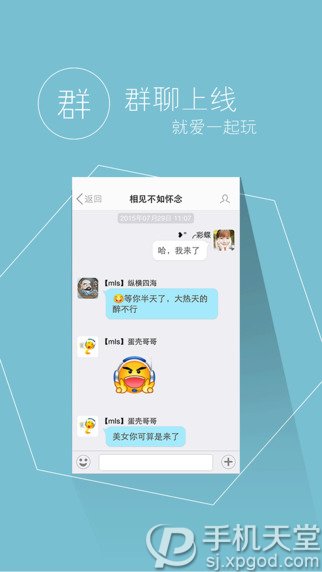 群
群聊上线
就爱一起玩
返回
相见不如怀念
2015年07月29日 11:07
❥°╭彩蝶
哈，我来了
【mls】纵横四海
😜等你半天了，大热天的
醉不行
【mls】蛋壳哥哥
【mls】蛋壳哥哥
美女你可算是来了
手机天堂
sj.xpgod.com